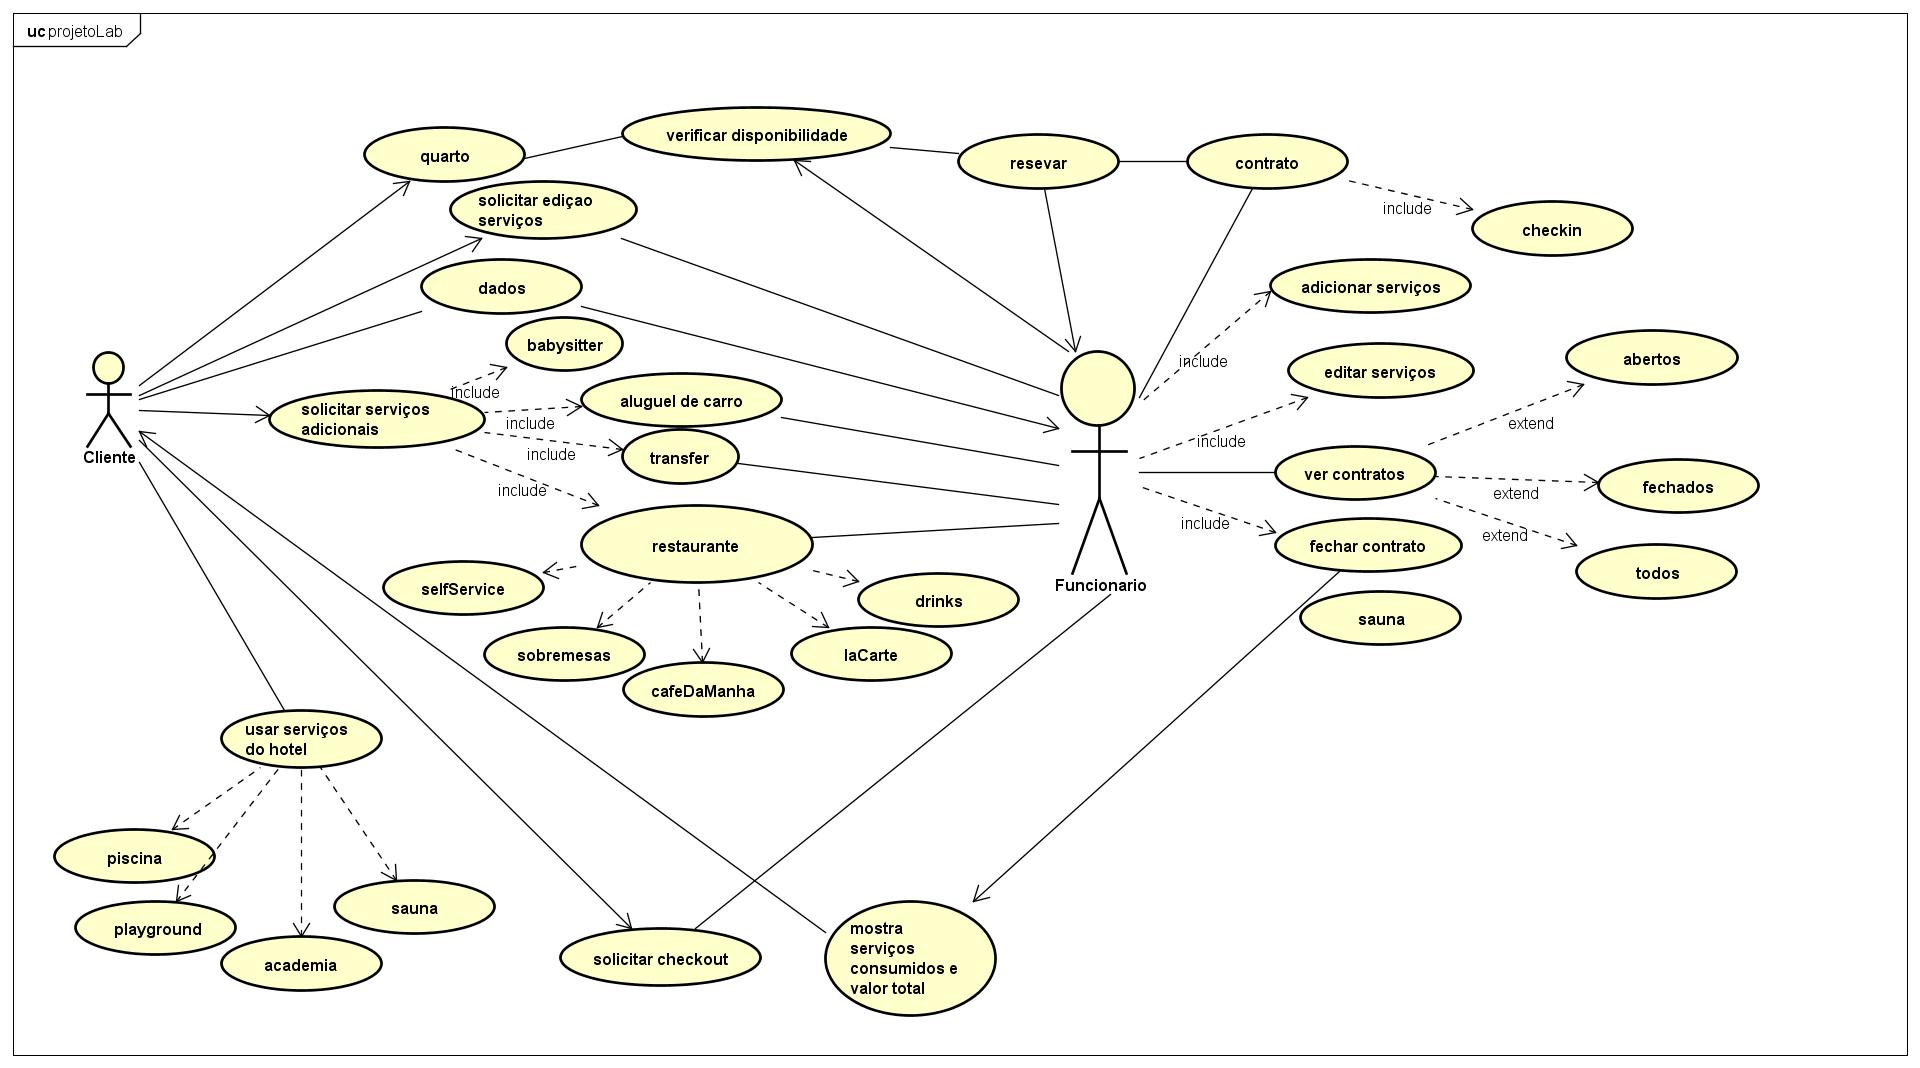 uc projetoLab
quarto
verificar disponibilidade
resevar
contrato
include
checkin
solicitar ediçao
serviços
dados
adicionar serviços
include
babysitter
include
editar serviços
include
abertos
extend
Cliente
solicitar serviços
adicionais
aluguel de carro
include
transfer
include
include
ver contratos
fechados
extend
extend
todos
include
fechar contrato
restaurante
Funcionario
selfService
drinks
sauna
sobremesas
laCarte
cafeDaManha
usar serviços
do hotel
piscina
playground
academia
sauna
solicitar checkout
mostra
serviços
consumidos e
valor total